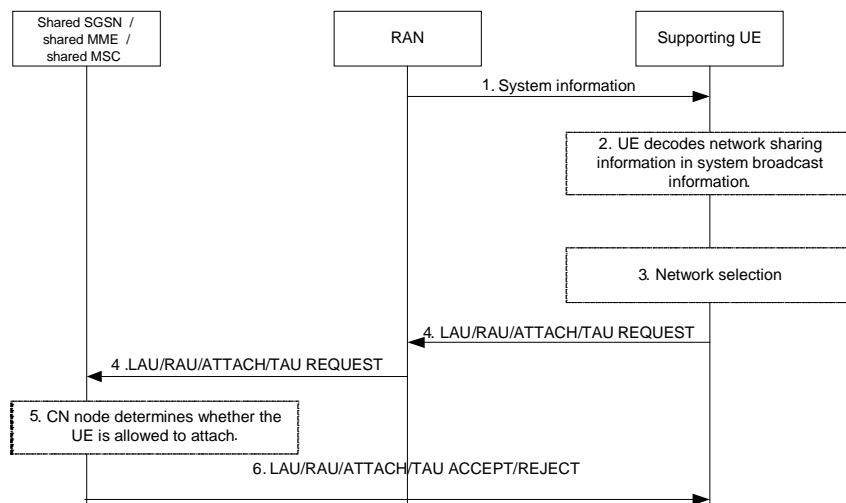 Shared SGSN /
shared MME /
shared MSC
RAN
Supporting UE
1. System information
2. UE decodes network sharing
information in system broadcast
information.
3. Network selection
4. LAU/RAU/ATTACH/TAU REQUEST
4 .LAU/RAU/ATTACH/TAU REQUEST
5. CN node determines whether the
UE is allowed to attach.
6. LAU/RAU/ATTACH/TAU ACCEPT/REJECT